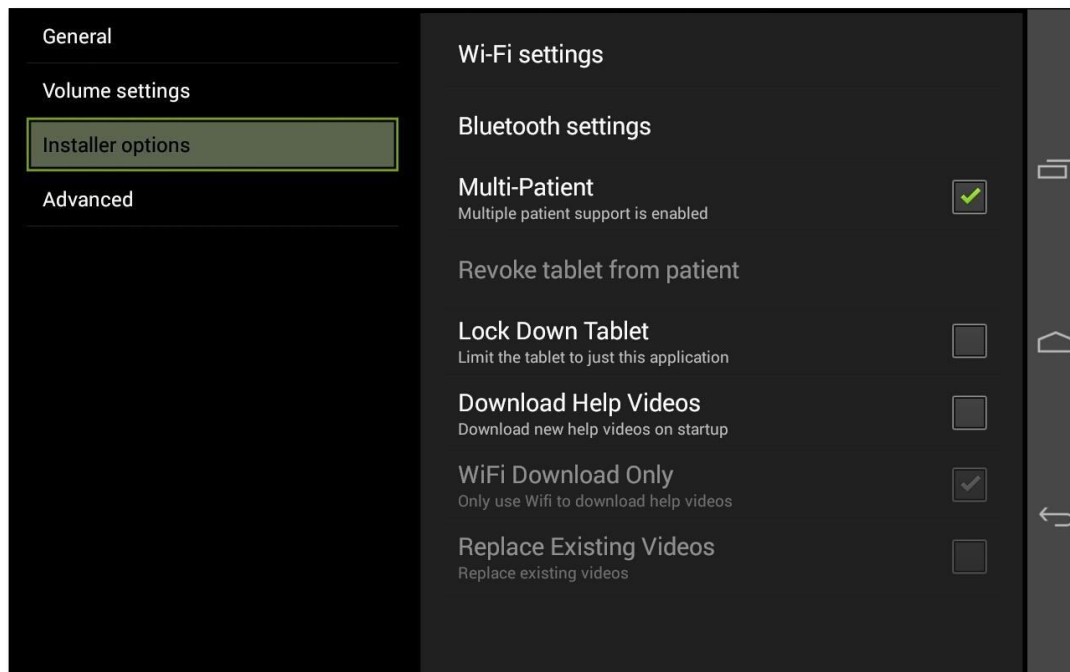 General
Volume settings
Installer options
Advanced
Wi-Fi settings
Bluetooth settings
Multi-Patient
Multiple patient support is enabled
Revoke tablet from patient
Lock Down Tablet
Limit the tablet to just this application
Download Help Videos
Download new help videos on startup
WiFi Download Only
Only use Wifi to download help videos
Replace Existing Videos
Replace existing videos